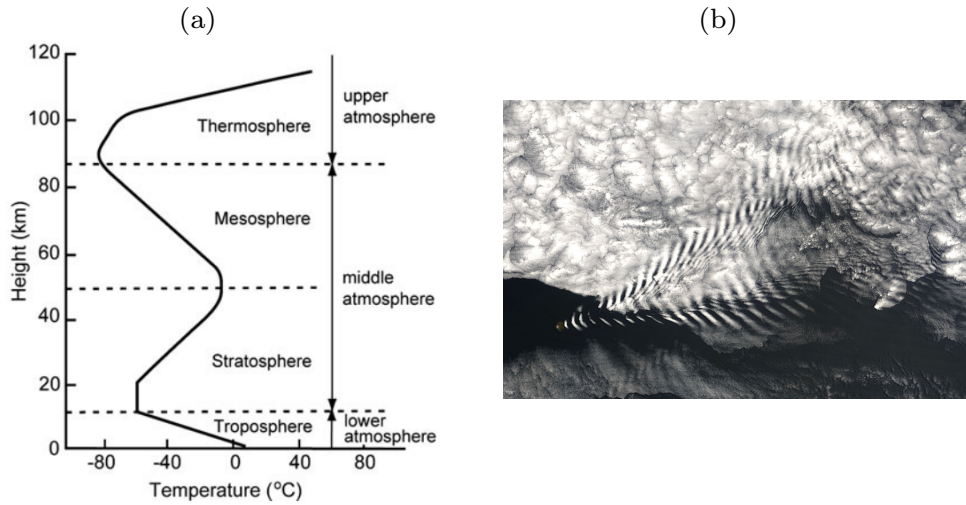 (a)
(b)
120
100
80
60
40
20
0
Height (km)
Thermosphere
Mesosphere
Stratosphere
Troposphere
upper
atmosphere
middle
atmosphere
lower
atmosphere
-80 -40 0 40 80
Temperature (°C)